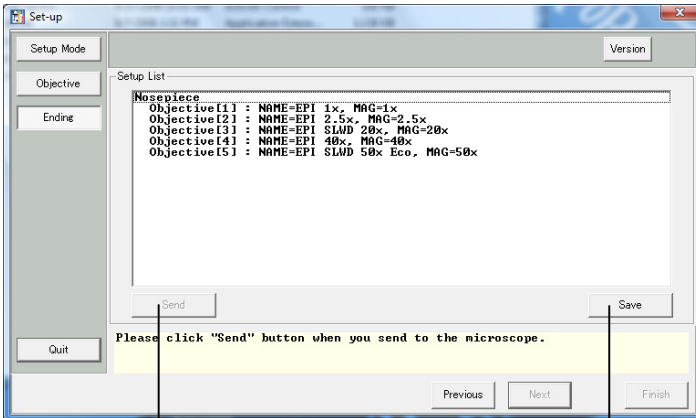 Set-up
Setup Mode
Version
Objective
Ending
Setup List
Nosepiece
Objective[1] : NAME=EPI 1x, MAG=1x
Objective[2] : NAME=EPI 2.5x, MAG=2.5x
Objective[3] : NAME=EPI SLWD 20x, MAG=20x
Objective[4] : NAME=EPI 40x, MAG=40x
Objective[5] : NAME=EPI SLWD 50x Eco, MAG=50x
Send
Save
Quit
Please click "Send" button when you send to the microscope.
Previous
Next
Finish